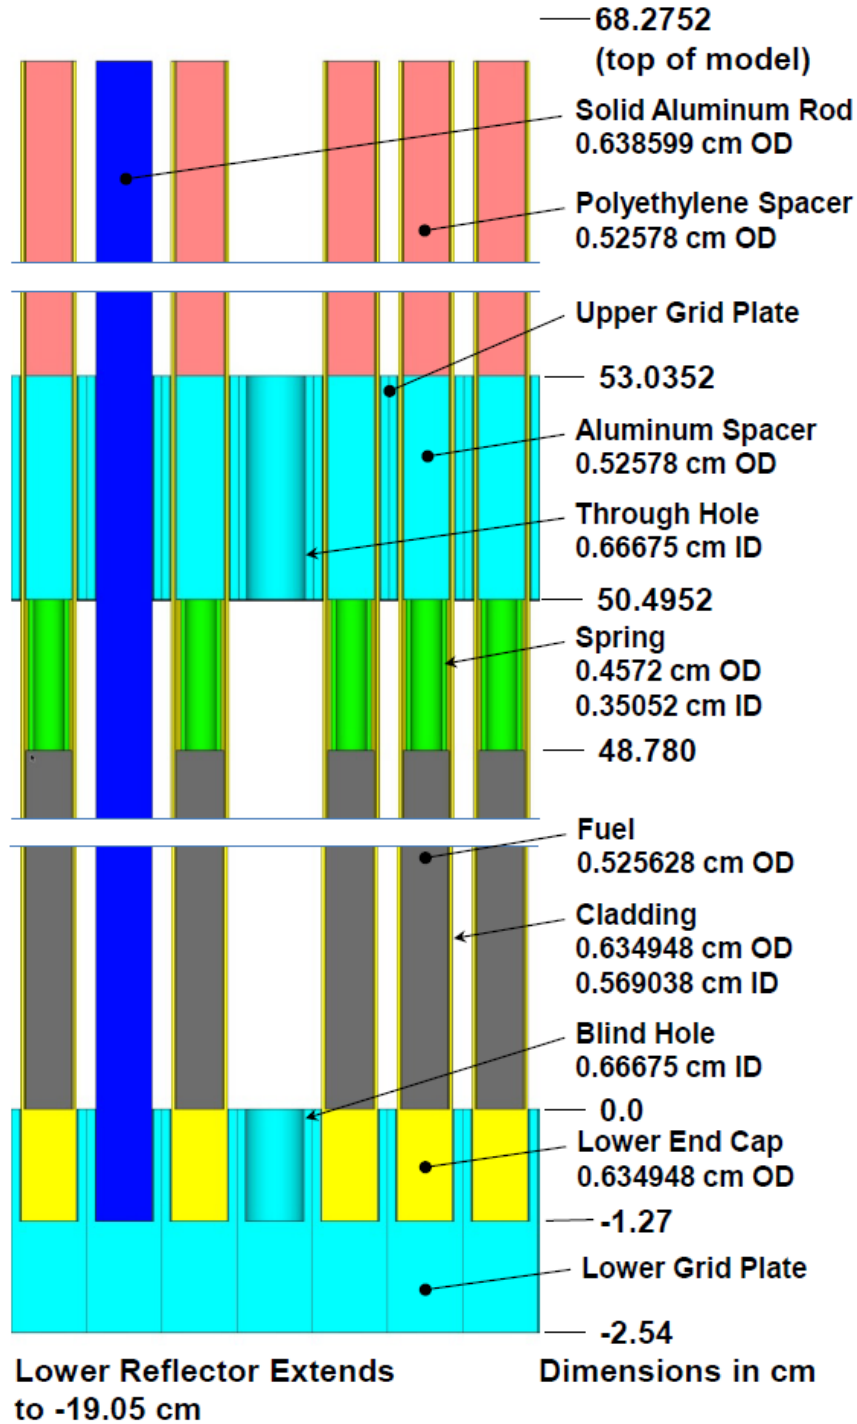 68.2752
(top of model)
Solid Aluminum Rod
0.638599 cm OD
Polyethylene Spacer
0.52578 cm OD
Upper Grid Plate
53.0352
Aluminum Spacer
0.52578 cm OD
Through Hole
0.66675 cm ID
50.4952
Spring
0.4572 cm OD
0.35052 cm ID
48.780
Fuel
0.525628 cm OD
Cladding
0.634948 cm OD
0.569038 cm ID
Blind Hole
0.66675 cm ID
0.0
Lower End Cap
0.634948 cm OD
-1.27
Lower Grid Plate
-2.54
Lower Reflector Extends
to -19.05 cm
Dimensions in cm